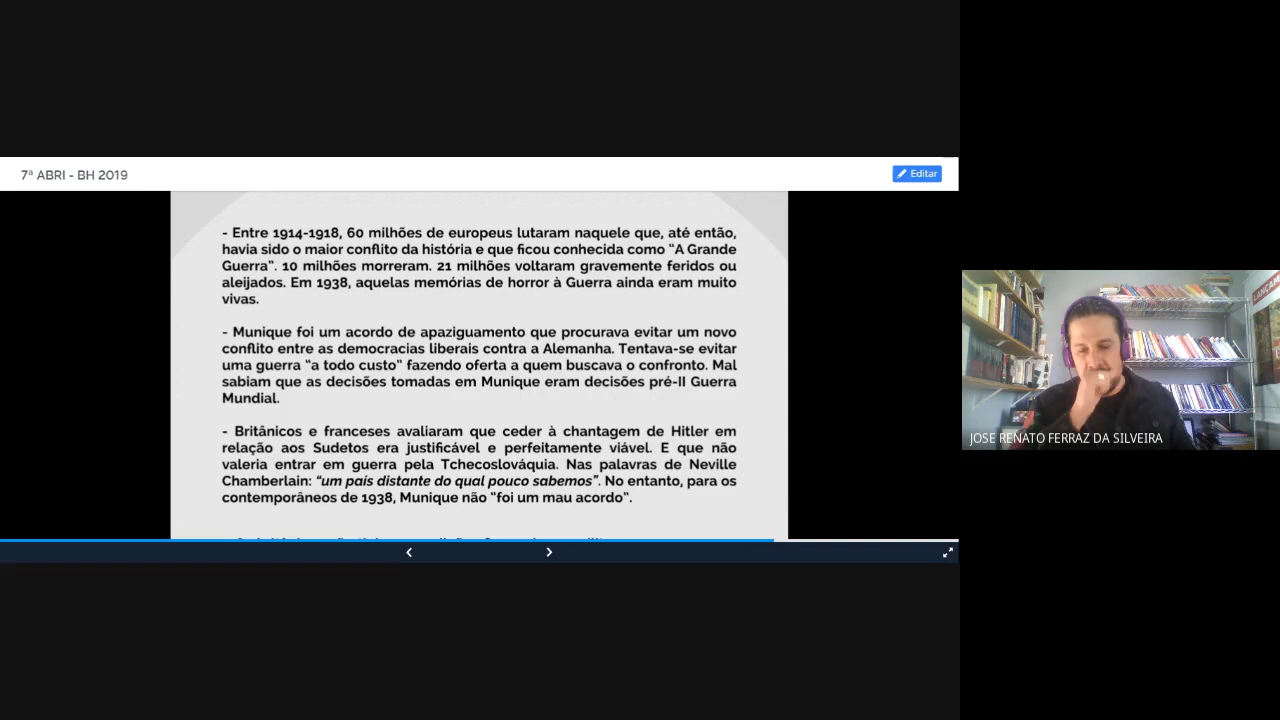 7ª ABRI - BH 2019
Editar
- Entre 1914-1918, 60 milhões de europeus lutaram naquele que, até então,
havia sido o maior conflito da história e que ficou conhecida como “A Grande
Guerra”. 10 milhões morreram. 21 milhões voltaram gravemente feridos ou
aleijados. Em 1938, aquelas memórias de horror à Guerra ainda eram muito
vivas.
- Munique foi um acordo de apaziguamento que procurava evitar um novo
conflito entre as democracias liberais contra a Alemanha. Tentava-se evitar
uma guerra “a todo custo” fazendo oferta a quem buscava o confronto. Mal
sabiam que as decisões tomadas em Munique eram decisões pré-II Guerra
Mundial.
- Britânicos e franceses avaliaram que ceder à chantagem de Hitler em
relação aos Sudetos era justificável e perfeitamente viável. E que não
valeria entrar em guerra pela Tchecoslováquia. Nas palavras de Neville
Chamberlain: “um país distante do qual pouco sabemos”. No entanto, para os
contemporâneos de 1938, Munique não “foi um mau acordo”.
JOSE RENATO FERRAZ DA SILVEIRA